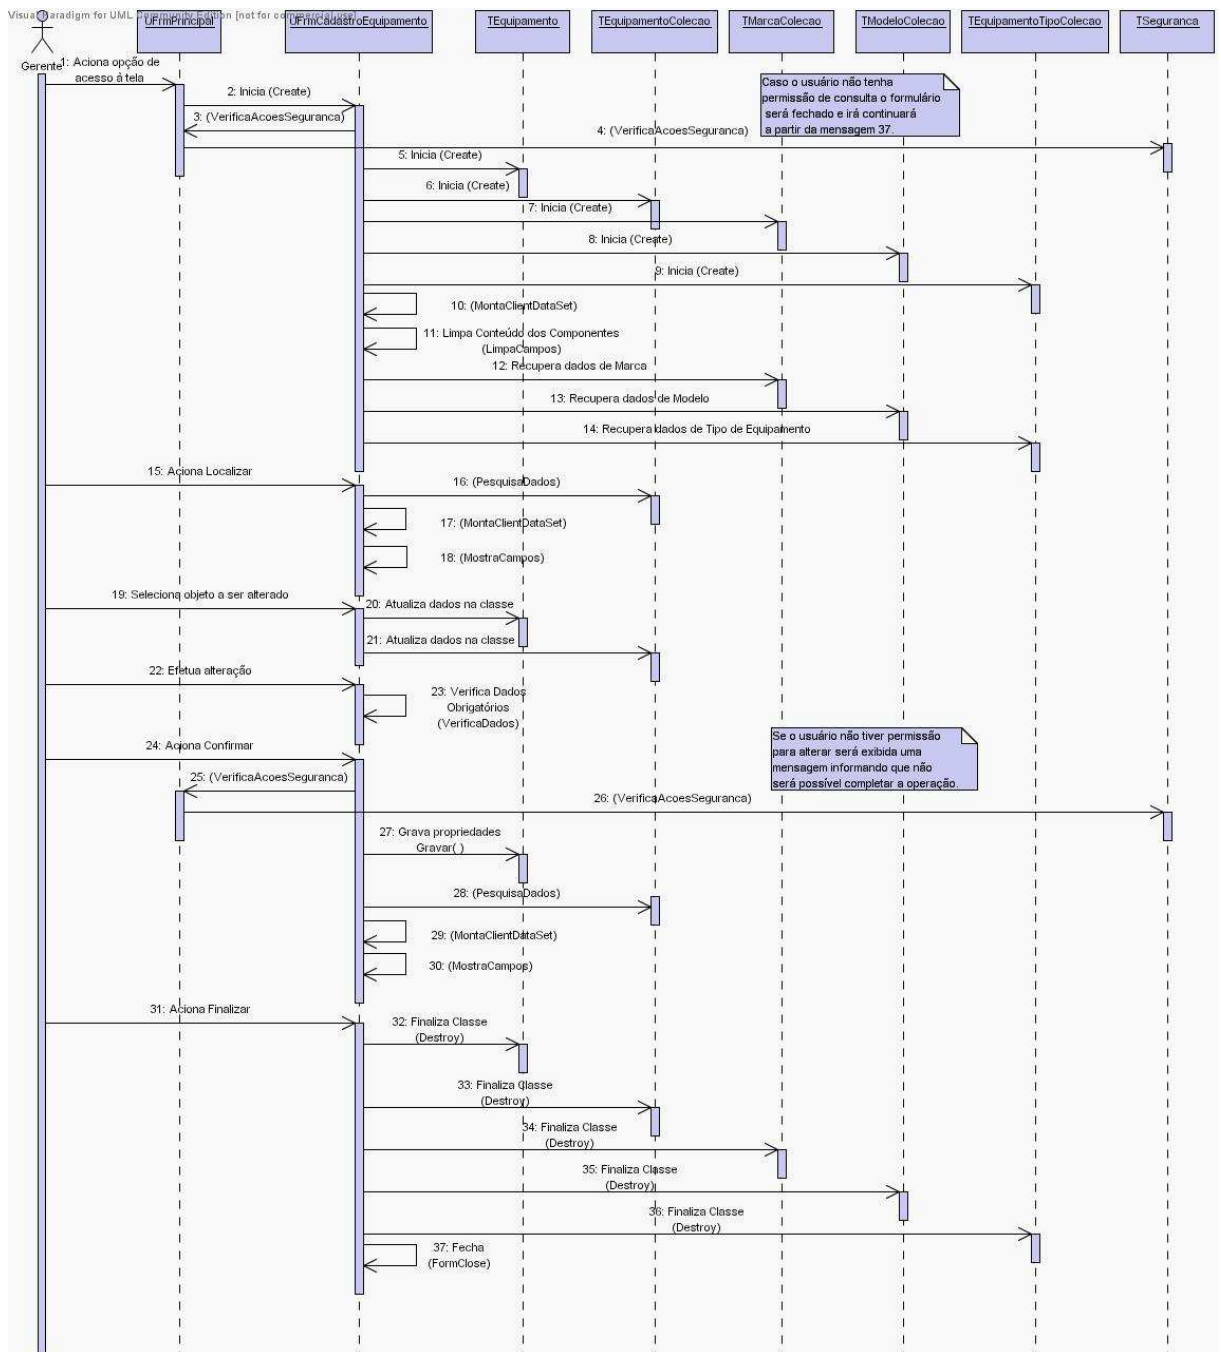 Visual Paradigm for UML Community Edition [not for commercial use]
UFrmPrincipal
UFrmCadastroEquipamento
TEquipamento
TEquipamentoColecao
TMarcaColecao
TModeloColecao
TEquipamentoTipoColecao
TSeguranca
Gerente
1: Aciona opção de
acesso à tela
Caso o usuário não tenha
permissão de consulta o formulário
será fechado e irá continuará
a partir da mensagem 37.
2: Inicia (Create)
3: (VerificaAcoesSeguranca)
4: (VerificaAcoesSeguranca)
5: Inicia (Create)
6: Inicia (Create)
7: Inicia (Create)
8: Inicia (Create)
9: Inicia (Create)
10: (MontaClientDataSet)
11: Limpa Conteúdo dos Componentes
(LimpaCampos)
12: Recupera dados de Marca
13: Recupera dados de Modelo
14: Recupera dados de Tipo de Equipamento
15: Aciona Localizar
16: (PesquisaDados)
17: (MontaClientDataSet)
18: (MostraCampos)
19: Seleciona objeto a ser alterado
20: Atualiza dados na classe
21: Atualiza dados na classe
22: Efetua alteração
23: Verifica Dados
Obrigatórios
(VerificaDados)
24: Aciona Confirmar
Se o usuário não tiver permissão
para alterar será exibida uma
mensagem informando que não
será possível completar a operação.
25: (VerificaAcoesSeguranca)
26: (VerificaAcoesSeguranca)
27: Grava propriedades
Gravar( )
28: (PesquisaDados)
29: (MontaClientDataSet)
30: (MostraCampos)
31: Aciona Finalizar
32: Finaliza Classe
(Destroy)
33: Finaliza Classe
(Destroy)
34: Finaliza Classe
(Destroy)
35: Finaliza Classe
(Destroy)
36: Finaliza Classe
(Destroy)
37: Fecha
(FormClose)